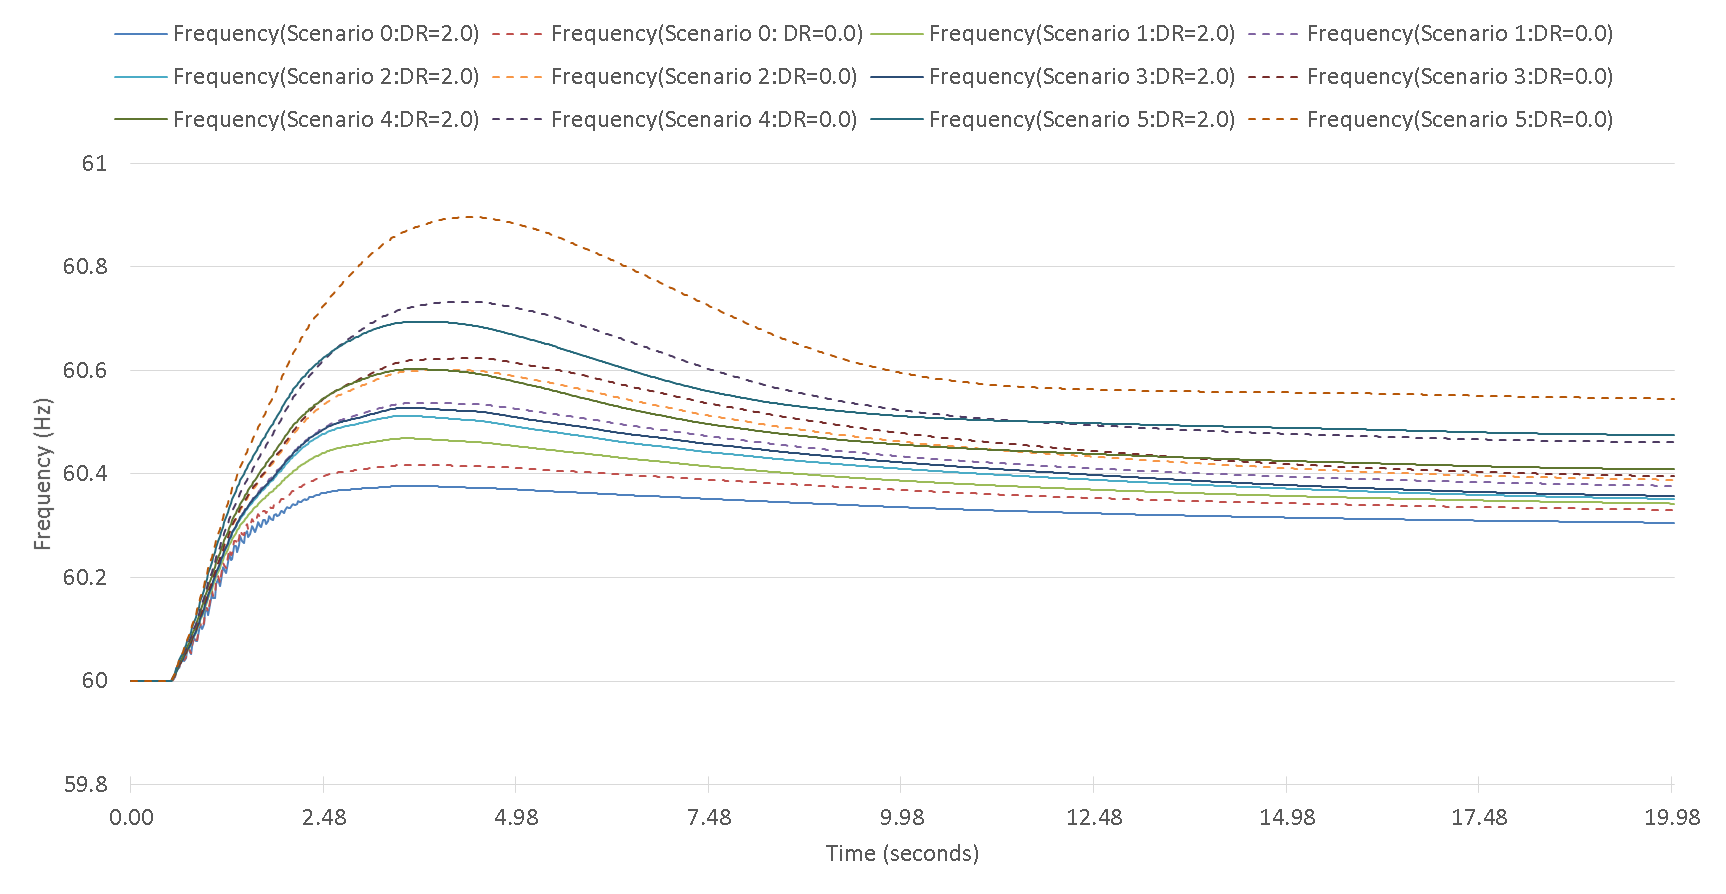 Frequency(Scenario 0:DR=2.0) Frequency(Scenario 0: DR=0.0) Frequency(Scenario 1:DR=2.0) Frequency(Scenario 1:DR=0.0)
Frequency(Scenario 2:DR=2.0) Frequency(Scenario 2:DR=0.0) Frequency(Scenario 3:DR=2.0) Frequency(Scenario 3:DR=0.0)
Frequency(Scenario 4:DR=2.0) Frequency(Scenario 4:DR=0.0) Frequency(Scenario 5:DR=2.0) Frequency(Scenario 5:DR=0.0)
61
60.8
60.6
60.4
60.2
60
59.8
Frequency (Hz)
0.00 2.48 4.98 7.48 9.98 12.48 14.98 17.48 19.98
Time (seconds)